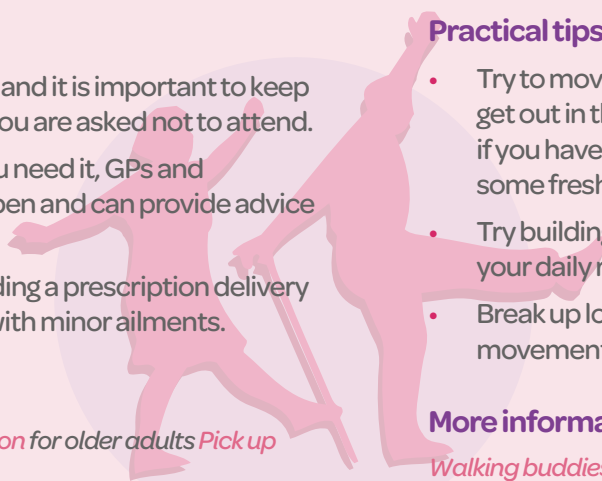 and it is important to keep
ou are asked not to attend.
u need it, GPs and
pen and can provide advice
ding a prescription delivery
with minor ailments.
on for older adults Pick up
Practical tips
• Try to mov
get out in th
if you have
some fresh
• Try building
your daily r
• Break up lo
movement
More informa
Walking buddies